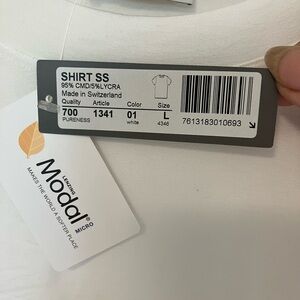 SHIRT SS
95% CMD/5%LYCRA
Made in Switzerland
Quality Article Color Size
700 1341 01 L
PURENESS white 4346
7613183010693
LENZING
Modal®
MICRO
MAKES THE WORLD A SOFTER PLACE